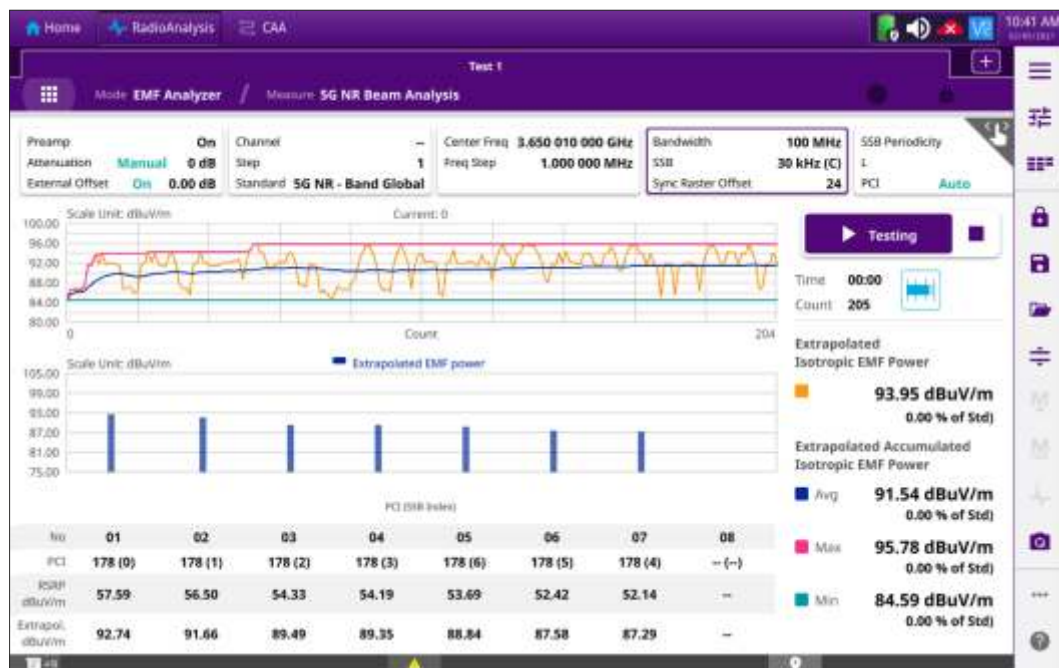 Home RadioAnalysis CAA 10:41 AM
Test 1
Mode EMF Analyzer / Measure 5G NR Beam Analysis
Preamp On
Attenuation Manual 0 dB
External Offset On 0.00 dB
Channel --
Step 1
Standard 5G NR - Band Global
Center Freq 3.650 010 000 GHz
Freq Step 1.000 000 MHz
Bandwidth 100 MHz
SSB 30 kHz (C)
Sync Raster Offset 24
SSB Periodicity
L
PCI Auto
Scale Unit: dBuV/m Current: 0
100.00
96.00
92.00
88.00
84.00
80.00
0 Count 204
Testing
Time 00:00
Count 205
Scale Unit: dBuV/m Extrapolated EMF power
105.00
99.00
93.00
87.00
81.00
75.00
PCI (SSB Index)
Extrapolated
Isotropic EMF Power
93.95 dBuV/m
0.00 % of Std)
Extrapolated Accumulated
Isotropic EMF Power
Avg 91.54 dBuV/m
0.00 % of Std)
Max 95.78 dBuV/m
0.00 % of Std)
Min 84.59 dBuV/m
0.00 % of Std)
No 01 02 03 04 05 06 07 08
PCI 178 (0) 178 (1) 178 (2) 178 (3) 178 (6) 178 (5) 178 (4) -- (--)
RSRP
dBuV/m 57.59 56.50 54.33 54.19 53.69 52.42 52.14 --
Extrapol.
dBuV/m 92.74 91.66 89.49 89.35 88.84 87.58 87.29 --